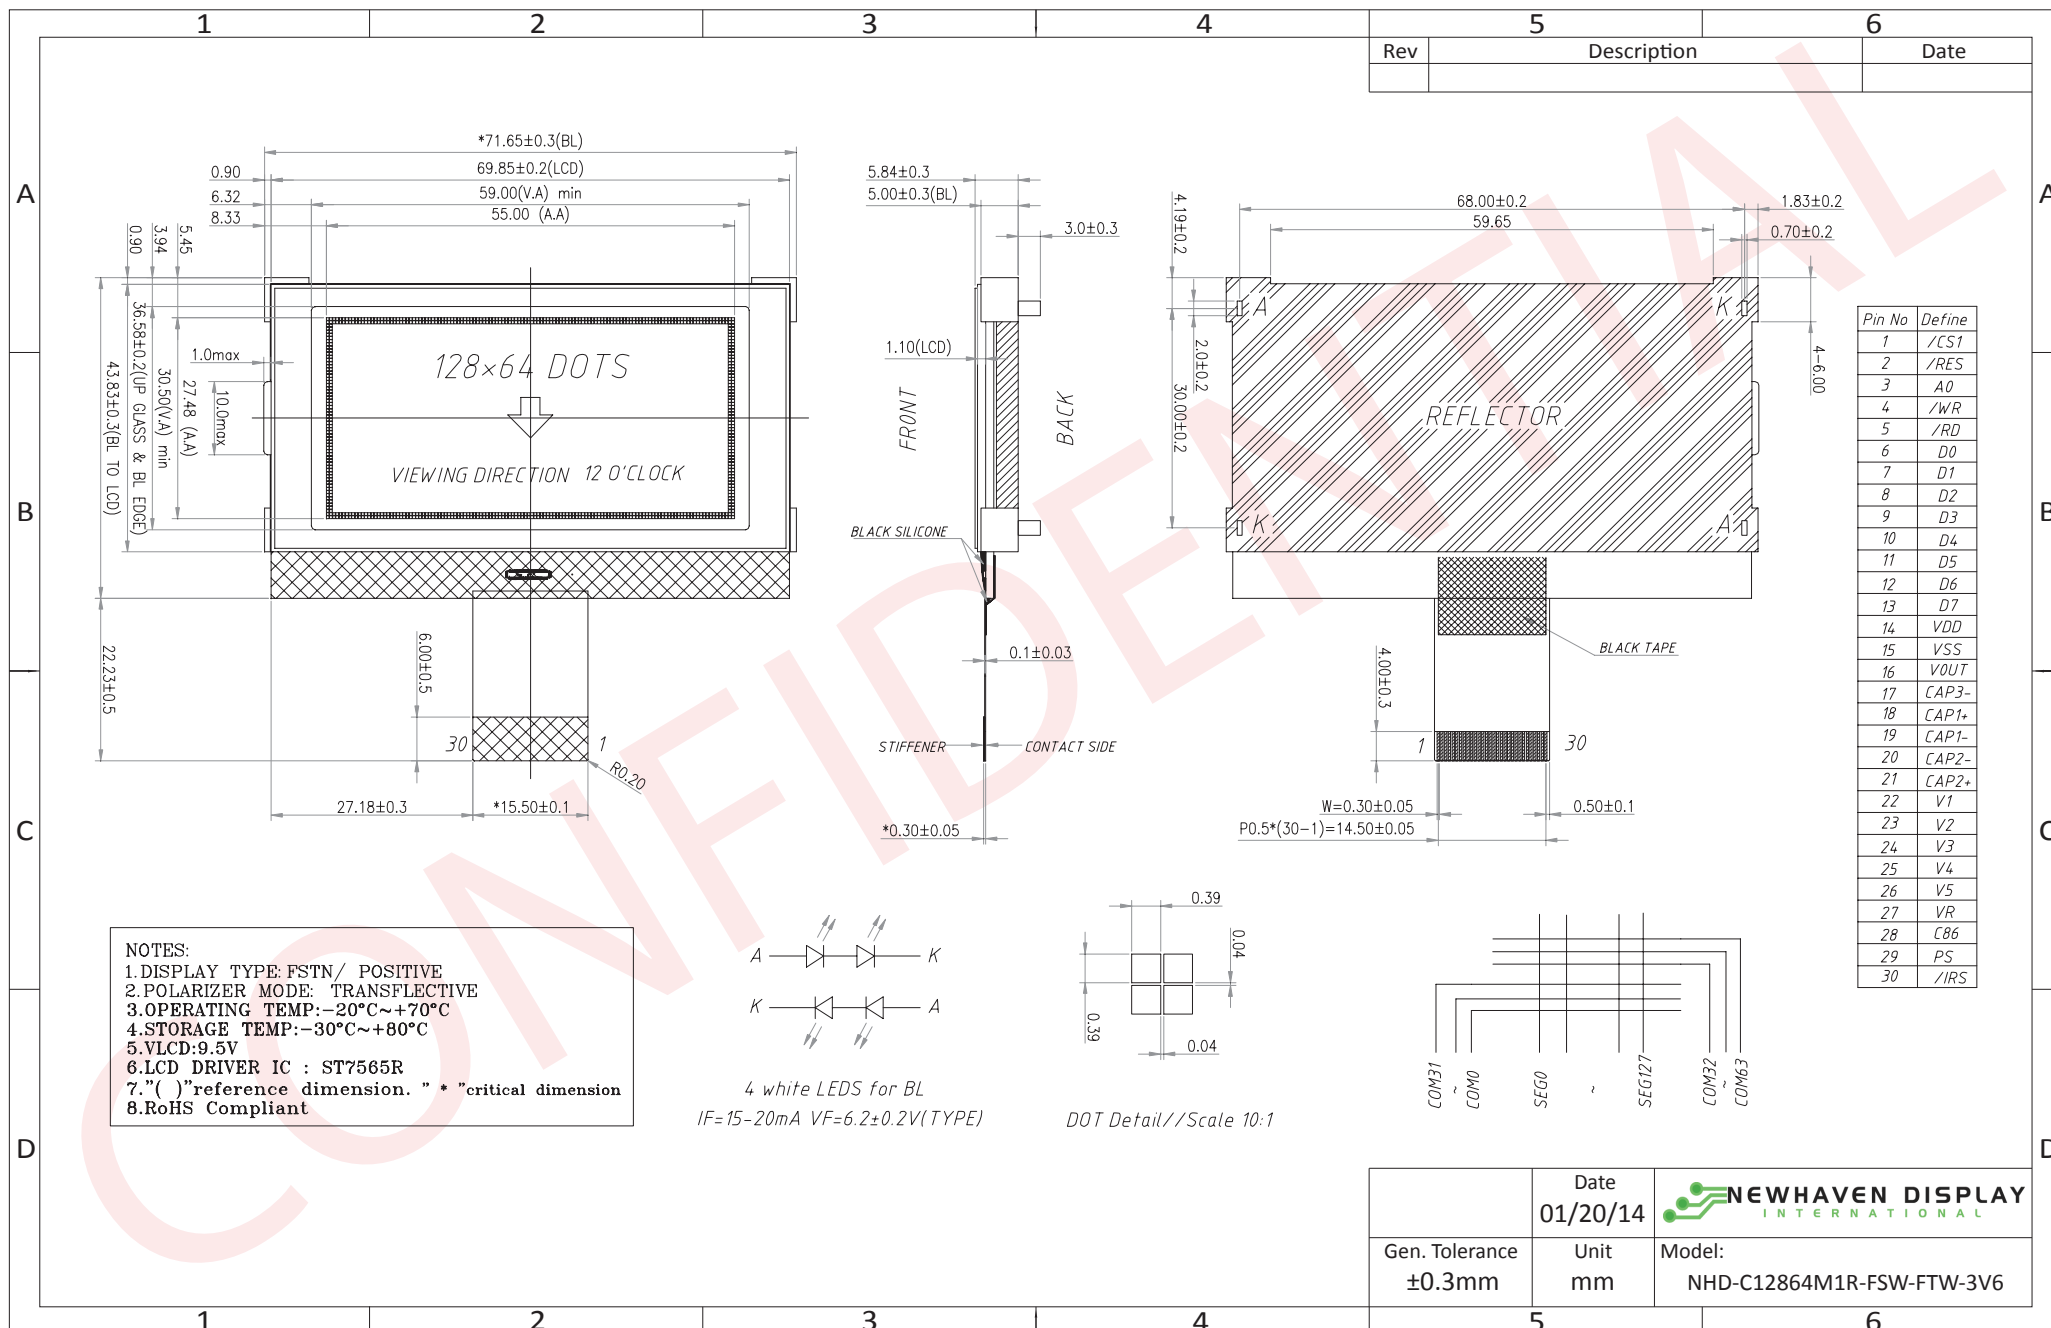 1 2 3 4 5 6
Rev Description Date
A
B
C
D
A
B
C
D
CONFIDENTIAL
*71.65±0.3(BL)
69.85±0.2(LCD)
59.00(V.A) min
55.00 (A.A)
0.90
6.32
8.33
5.45
3.94
0.90
1.0max
10.0max
27.48 (A.A)
30.50(V.A) min
36.58±0.2(UP GLASS & BL EDGE)
43.83±0.3(BL TO LCD)
128×64 DOTS
VIEWING DIRECTION 12 O'CLOCK
22.23±0.5
6.00±0.5
30
1
R0.20
27.18±0.3
*15.50±0.1
5.84±0.3
5.00±0.3(BL)
3.0±0.3
1.10(LCD)
FRONT
BACK
BLACK SILICONE
0.1±0.03
STIFFENER
CONTACT SIDE
*0.30±0.05
4.19±0.2
68.00±0.2
59.65
1.83±0.2
0.70±0.2
2.0±0.2
30.00±0.2
4-6.00
A
K
REFLECTOR
K
A
BLACK TAPE
4.00±0.3
1
30
W=0.30±0.05
0.50±0.1
P0.5*(30-1)=14.50±0.05
Pin No Define
1 /CS1
2 /RES
3 A0
4 /WR
5 /RD
6 D0
7 D1
8 D2
9 D3
10 D4
11 D5
12 D6
13 D7
14 VDD
15 VSS
16 VOUT
17 CAP3-
18 CAP1+
19 CAP1-
20 CAP2-
21 CAP2+
22 V1
23 V2
24 V3
25 V4
26 V5
27 VR
28 C86
29 PS
30 /IRS
NOTES:
1.DISPLAY TYPE: FSTN/ POSITIVE
2.POLARIZER MODE: TRANSFLECTIVE
3.OPERATING TEMP:-20°C~+70°C
4.STORAGE TEMP:-30°C~+80°C
5.VLCD:9.5V
6.LCD DRIVER IC : ST7565R
7."( )"reference dimension. " * "critical dimension
8.RoHS Compliant
A K
K A
4 white LEDS for BL
IF=15-20mA VF=6.2±0.2V(TYPE)
0.39
0.04
0.39
0.04
DOT Detail//Scale 10:1
COM31
~
COM0
SEG0
~
SEG127
COM32
~
COM63
Date
01/20/14
NEWHAVEN DISPLAY
INTERNATIONAL
Gen. Tolerance
±0.3mm
Unit
mm
Model:
NHD-C12864M1R-FSW-FTW-3V6
1 2 3 4 5 6